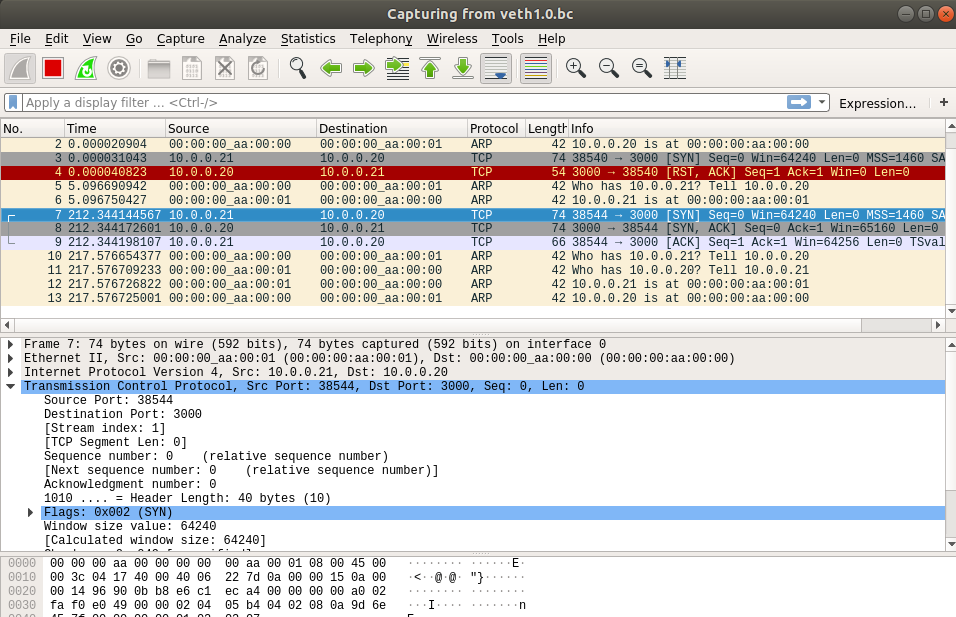 Capturing from veth1.0.bc
File Edit View Go Capture Analyze Statistics Telephony Wireless Tools Help
Apply a display filter ... <Ctrl-/> Expression... +
No. Time Source Destination Protocol Length Info
2 0.000020904 00:00:00_aa:00:00 00:00:00_aa:00:01 ARP 42 10.0.0.20 is at 00:00:00:aa:00:00
3 0.000031043 10.0.0.21 10.0.0.20 TCP 74 38540 → 3000 [SYN] Seq=0 Win=64240 Len=0 MSS=1460 SA
4 0.000040823 10.0.0.20 10.0.0.21 TCP 54 3000 → 38540 [RST, ACK] Seq=1 Ack=1 Win=0 Len=0
5 5.096690942 00:00:00_aa:00:00 00:00:00_aa:00:01 ARP 42 Who has 10.0.0.21? Tell 10.0.0.20
6 5.096750427 00:00:00_aa:00:01 00:00:00_aa:00:00 ARP 42 10.0.0.21 is at 00:00:00:aa:00:01
7 212.344144567 10.0.0.21 10.0.0.20 TCP 74 38544 → 3000 [SYN] Seq=0 Win=64240 Len=0 MSS=1460 SA
8 212.344172601 10.0.0.20 10.0.0.21 TCP 74 3000 → 38544 [SYN, ACK] Seq=0 Ack=1 Win=65160 Len=0
9 212.344198107 10.0.0.21 10.0.0.20 TCP 66 38544 → 3000 [ACK] Seq=1 Ack=1 Win=64256 Len=0 TSval
10 217.576654377 00:00:00_aa:00:00 00:00:00_aa:00:01 ARP 42 Who has 10.0.0.21? Tell 10.0.0.20
11 217.576709233 00:00:00_aa:00:01 00:00:00_aa:00:00 ARP 42 Who has 10.0.0.20? Tell 10.0.0.21
12 217.576726822 00:00:00_aa:00:01 00:00:00_aa:00:00 ARP 42 10.0.0.21 is at 00:00:00:aa:00:01
13 217.576725001 00:00:00_aa:00:00 00:00:00_aa:00:01 ARP 42 10.0.0.20 is at 00:00:00:aa:00:00
Frame 7: 74 bytes on wire (592 bits), 74 bytes captured (592 bits) on interface 0
Ethernet II, Src: 00:00:00_aa:00:01 (00:00:00:aa:00:01), Dst: 00:00:00_aa:00:00 (00:00:00:aa:00:00)
Internet Protocol Version 4, Src: 10.0.0.21, Dst: 10.0.0.20
Transmission Control Protocol, Src Port: 38544, Dst Port: 3000, Seq: 0, Len: 0
Source Port: 38544
Destination Port: 3000
[Stream index: 1]
[TCP Segment Len: 0]
Sequence number: 0 (relative sequence number)
[Next sequence number: 0 (relative sequence number)]
Acknowledgment number: 0
1010 .... = Header Length: 40 bytes (10)
Flags: 0x002 (SYN)
Window size value: 64240
[Calculated window size: 64240]
0000 00 00 00 aa 00 00 00 00 00 aa 00 01 08 00 45 00 ········ ······E·
0010 00 3c 04 17 40 00 40 06 22 7d 0a 00 00 15 0a 00 ·<··@·@· "}······
0020 00 14 96 90 0b b8 e6 c1 ec a4 00 00 00 00 a0 02 ········ ········
0030 fa f0 e0 49 00 00 02 04 05 b4 04 02 08 0a 9d 6e ···I···· ·······n